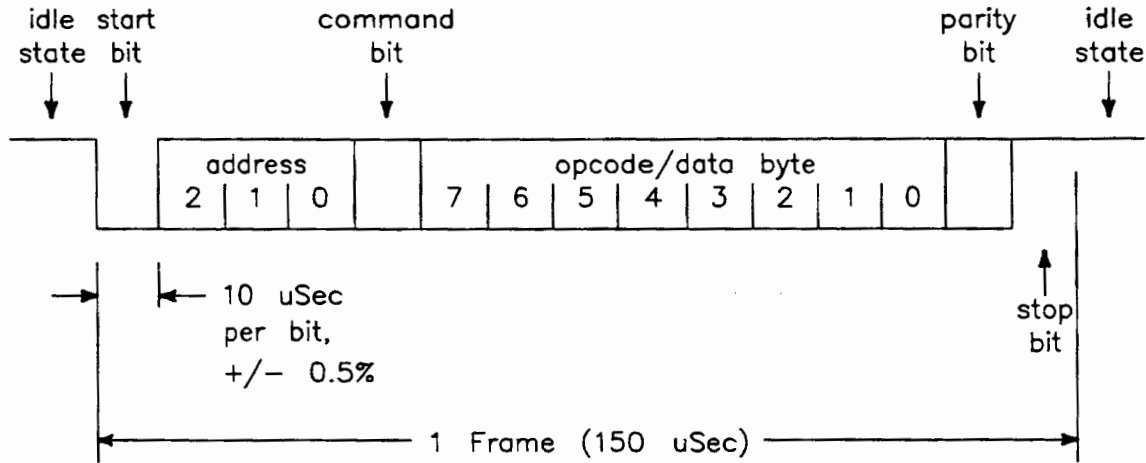 idle start command parity idle
state bit bit bit state
address opcode/data byte
2 1 0 7 6 5 4 3 2 1 0
10 uSec
per bit,
+/- 0.5%
stop
bit
1 Frame (150 uSec)